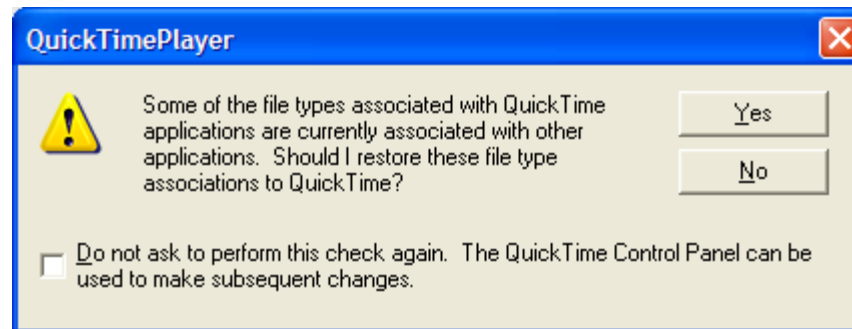 QuickTimePlayer
Some of the file types associated with QuickTime
applications are currently associated with other
applications.  Should I restore these file type
associations to QuickTime?
Yes
No
Do not ask to perform this check again.  The QuickTime Control Panel can be
used to make subsequent changes.